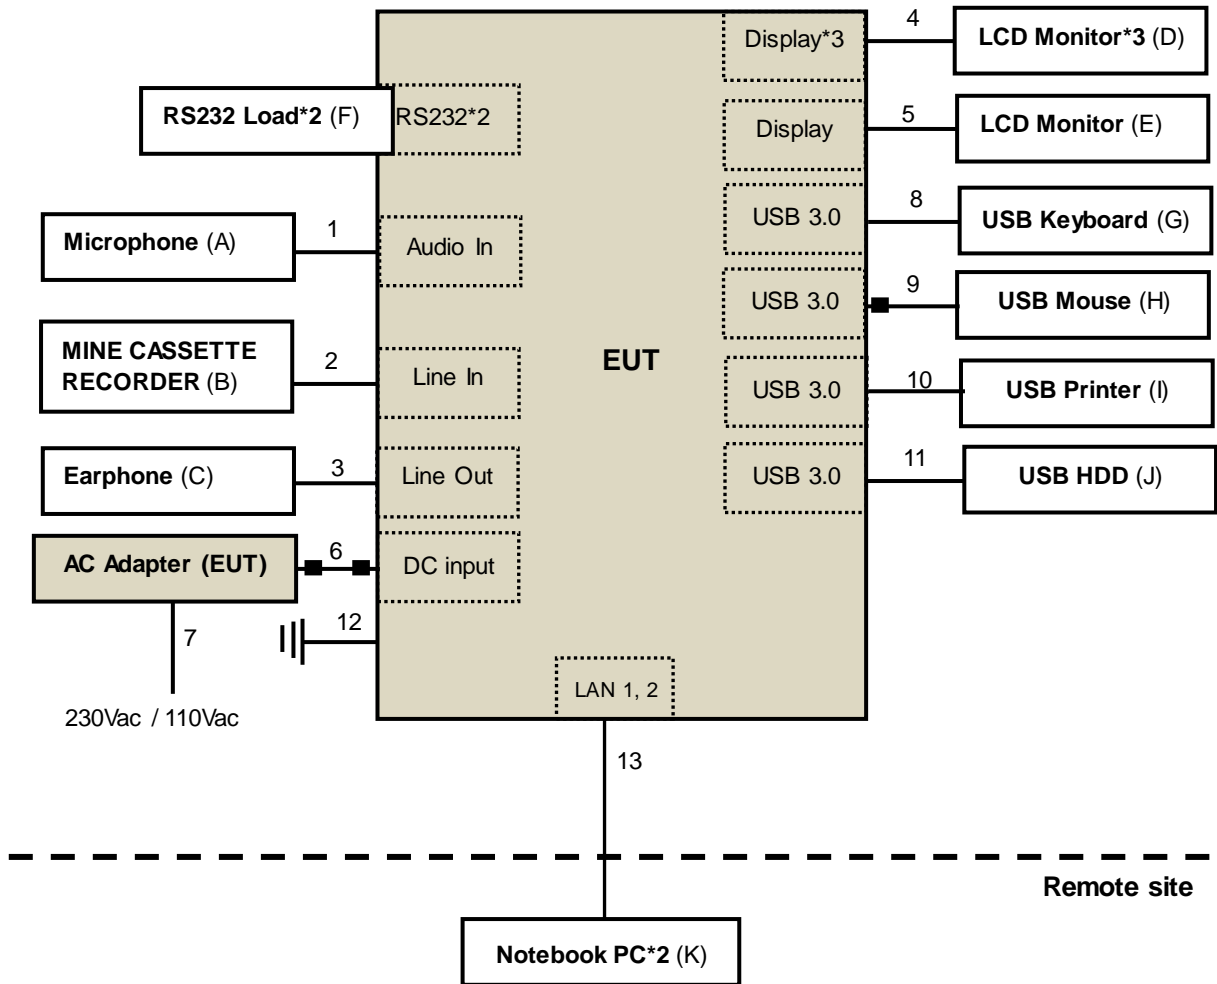 Display*3
4
LCD Monitor*3 (D)
RS232 Load*2 (F)
RS232*2
Display
5
LCD Monitor (E)
Microphone (A)
1
Audio In
USB 3.0
8
USB Keyboard (G)
USB 3.0
9
USB Mouse (H)
MINE CASSETTE
RECORDER (B)
2
Line In
EUT
USB 3.0
10
USB Printer (I)
Earphone (C)
3
Line Out
USB 3.0
11
USB HDD (J)
AC Adapter (EUT)
6
DC input
7
12
230Vac / 110Vac
LAN 1, 2
13
Remote site
Notebook PC*2 (K)